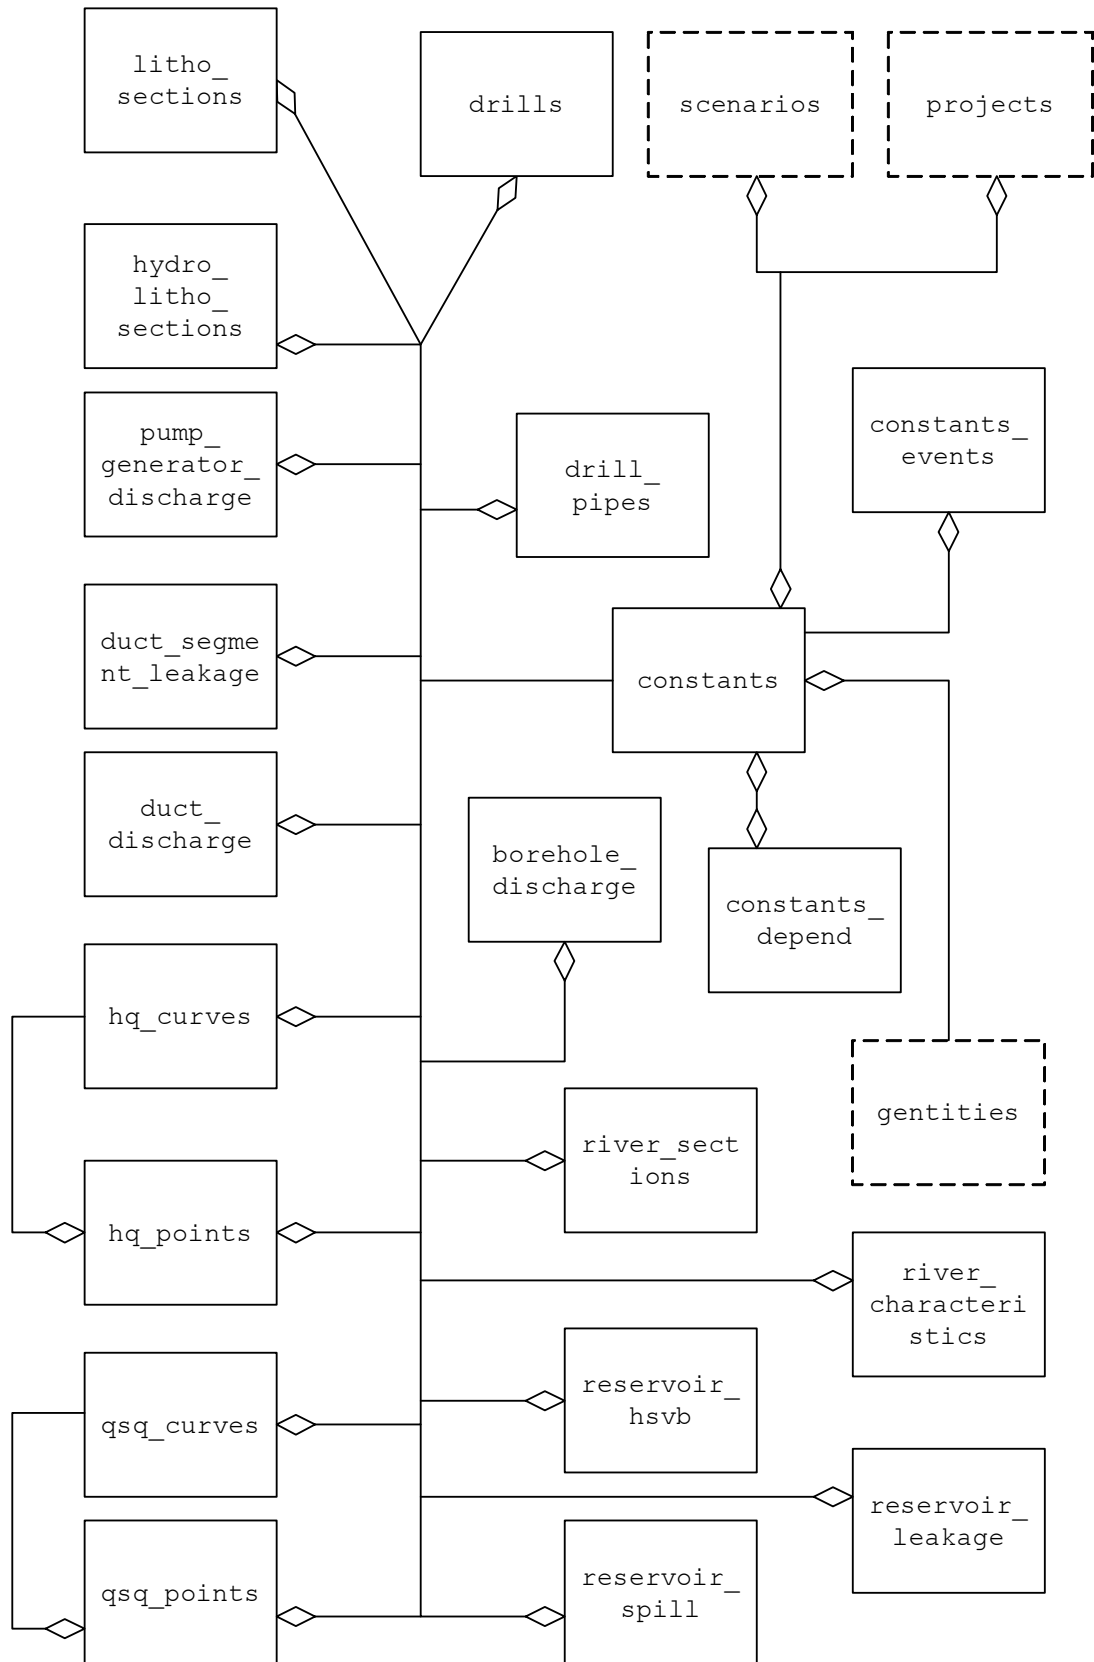 litho_
sections
drills
scenarios
projects
hydro_
litho_
sections
pump_
generator_
discharge
drill_
pipes
constants_
events
duct_segme
nt_leakage
constants
duct_
discharge
borehole_
discharge
constants_
depend
hq_curves
gentities
river_sect
ions
hq_points
river_
characteri
stics
qsq_curves
reservoir_
hsvb
reservoir_
leakage
qsq_points
reservoir_
spill